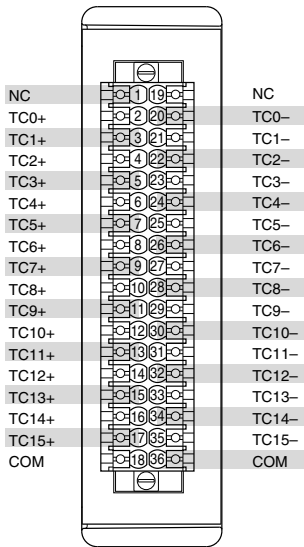 NC 1 19 NC
TC0+ 2 20 TC0–
TC1+ 3 21 TC1–
TC2+ 4 22 TC2–
TC3+ 5 23 TC3–
TC4+ 6 24 TC4–
TC5+ 7 25 TC5–
TC6+ 8 26 TC6–
TC7+ 9 27 TC7–
TC8+ 10 28 TC8–
TC9+ 11 29 TC9–
TC10+ 12 30 TC10–
TC11+ 13 31 TC11–
TC12+ 14 32 TC12–
TC13+ 15 33 TC13–
TC14+ 16 34 TC14–
TC15+ 17 35 TC15–
COM 18 36 COM